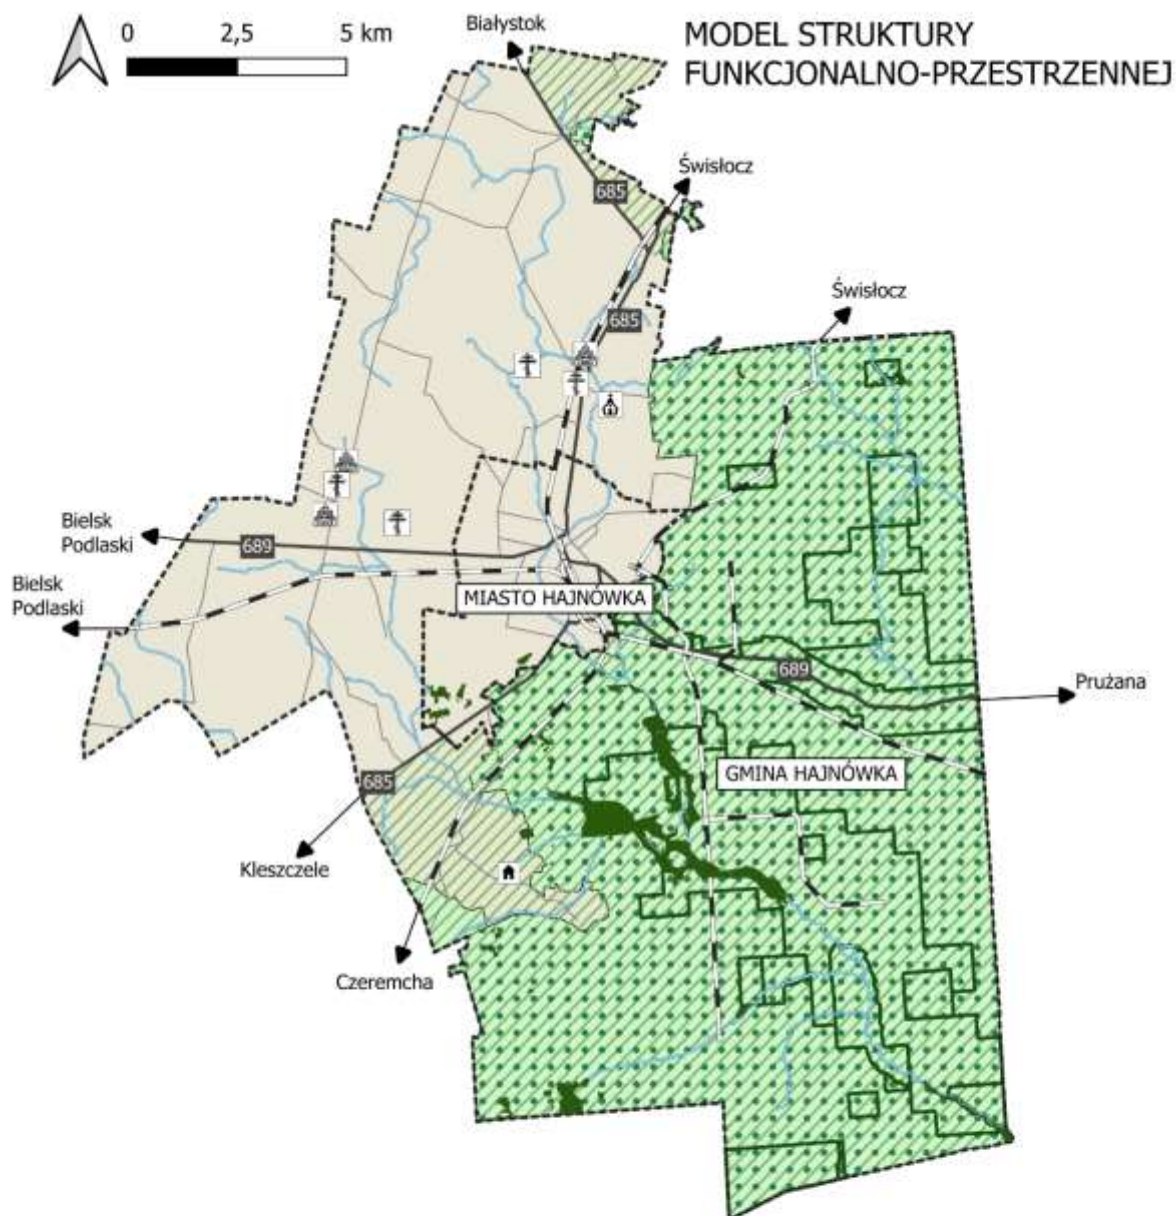 0 2,5 5 km
MODEL STRUKTURY
FUNKCJONALNO-PRZESTRZENNEJ
Białystok
Świsłocz
685
Świsłocz
685
Bielsk
Podlaski
689
Bielsk
Podlaski
MIASTO HAJNÓWKA
689
Prużana
GMINA HAJNÓWKA
685
Kleszczele
Czeremcha